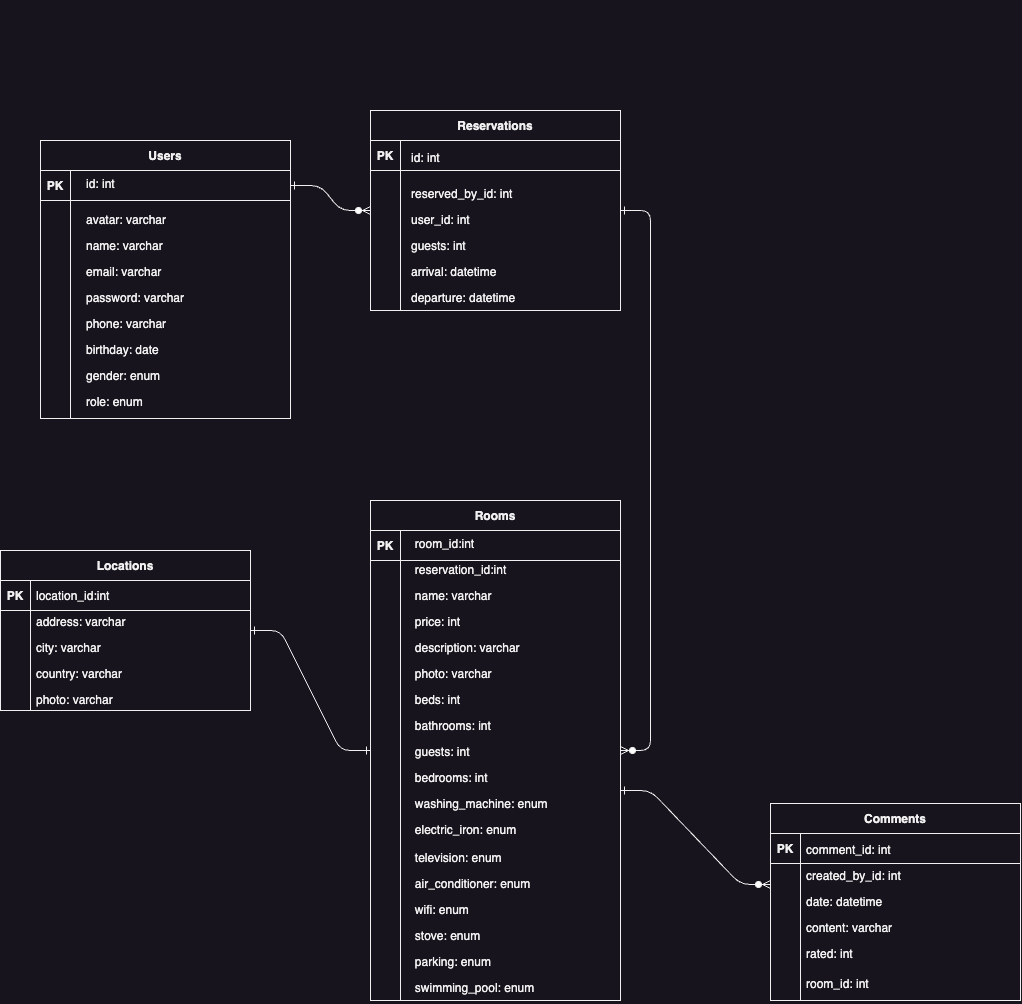 Reservations
PK
id: int
reserved_by_id: int
user_id: int
guests: int
arrival: datetime
departure: datetime
Users
PK
id: int
avatar: varchar
name: varchar
email: varchar
password: varchar
phone: varchar
birthday: date
gender: enum
role: enum
Rooms
PK
room_id:int
reservation_id:int
name: varchar
price: int
description: varchar
photo: varchar
beds: int
bathrooms: int
guests: int
bedrooms: int
washing_machine: enum
electric_iron: enum
television: enum
air_conditioner: enum
wifi: enum
stove: enum
parking: enum
swimming_pool: enum
Locations
PK
location_id:int
address: varchar
city: varchar
country: varchar
photo: varchar
Comments
PK
comment_id: int
created_by_id: int
date: datetime
content: varchar
rated: int
room_id: int